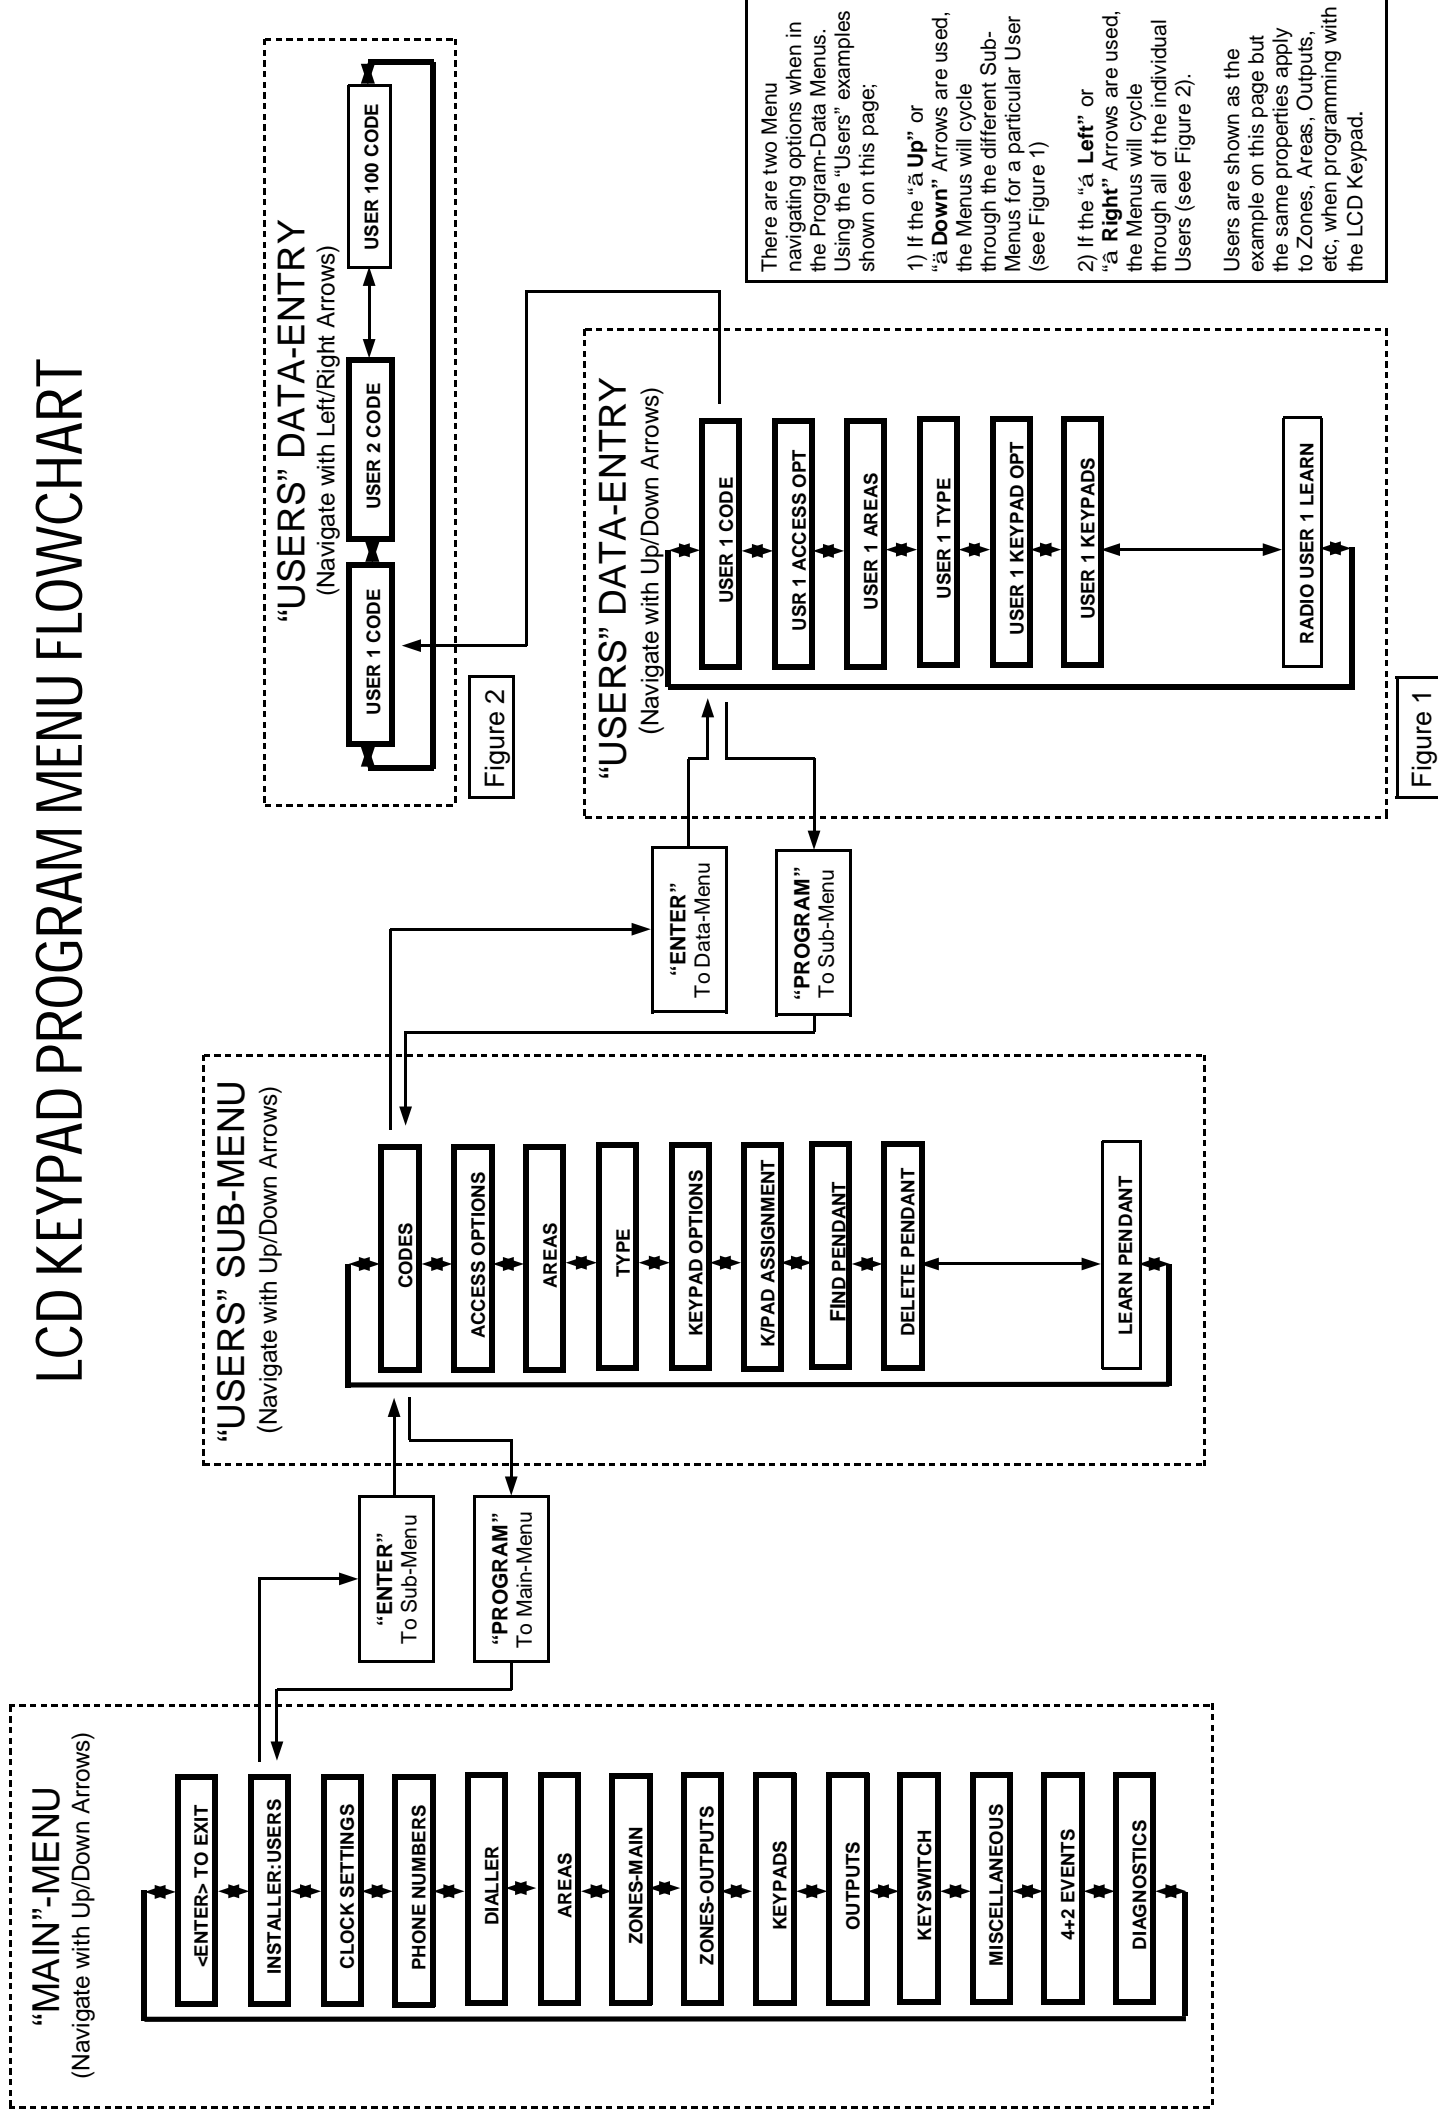 LCD KEYPAD PROGRAM MENU FLOWCHART
“MAIN”-MENU
(Navigate with Up/Down Arrows)
<ENTER> TO EXIT
INSTALLER:USERS
CLOCK SETTINGS
PHONE NUMBERS
DIALLER
AREAS
ZONES-MAIN
ZONES-OUTPUTS
KEYPADS
OUTPUTS
KEYSWITCH
MISCELLANEOUS
4+2 EVENTS
DIAGNOSTICS
“ENTER”
To Sub-Menu
“PROGRAM”
To Main-Menu
“USERS” SUB-MENU
(Navigate with Up/Down Arrows)
CODES
ACCESS OPTIONS
AREAS
TYPE
KEYPAD OPTIONS
K/PAD ASSIGNMENT
FIND PENDANT
DELETE PENDANT
LEARN PENDANT
“ENTER”
To Data-Menu
“PROGRAM”
To Sub-Menu
“USERS” DATA-ENTRY
(Navigate with Left/Right Arrows)
USER 1 CODE
USER 2 CODE
USER 100 CODE
Figure 2
“USERS” DATA-ENTRY
(Navigate with Up/Down Arrows)
USER 1 CODE
USR 1 ACCESS OPT
USER 1 AREAS
USER 1 TYPE
USER 1 KEYPAD OPT
USER 1 KEYPADS
RADIO USER 1 LEARN
Figure 1
There are two Menu
navigating options when in
the Program-Data Menus.
Using the “Users” examples
shown on this page;
1) If the “ã Up” or
“ä Down” Arrows are used,
the Menus will cycle
through the different Sub-
Menus for a particular User
(see Figure 1)
2) If the “á Left” or
“â Right” Arrows are used,
the Menus will cycle
through all of the individual
Users (see Figure 2).
Users are shown as the
example on this page but
the same properties apply
to Zones, Areas, Outputs,
etc, when programming with
the LCD Keypad.